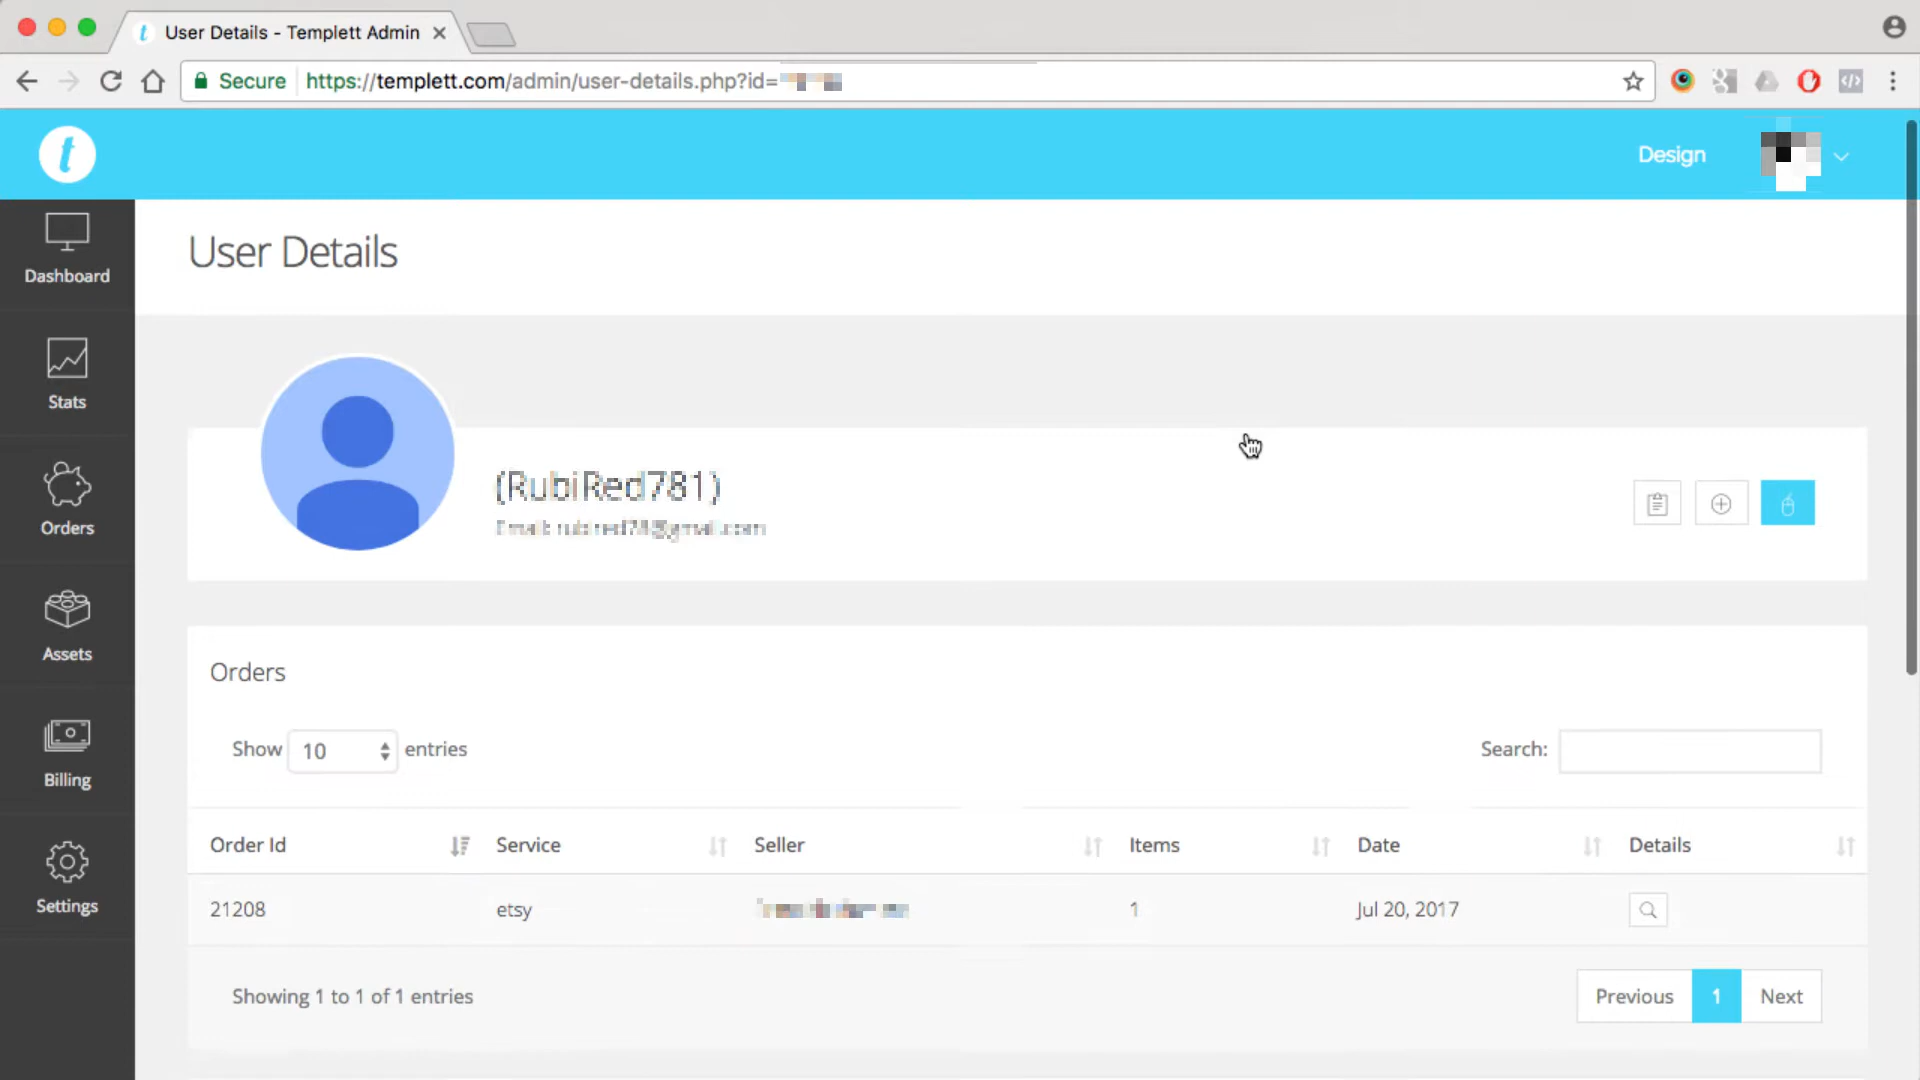 User Details - Templett Admin
Secure https://templett.com/admin/user-details.php?id=
t
Design
Dashboard
Stats
Orders
Assets
Billing
Settings
User Details
(RubiRed781)
Orders
Show 10 entries
Search:
Order Id Service Seller Items Date Details
21208 etsy 1 Jul 20, 2017
Showing 1 to 1 of 1 entries
Previous 1 Next